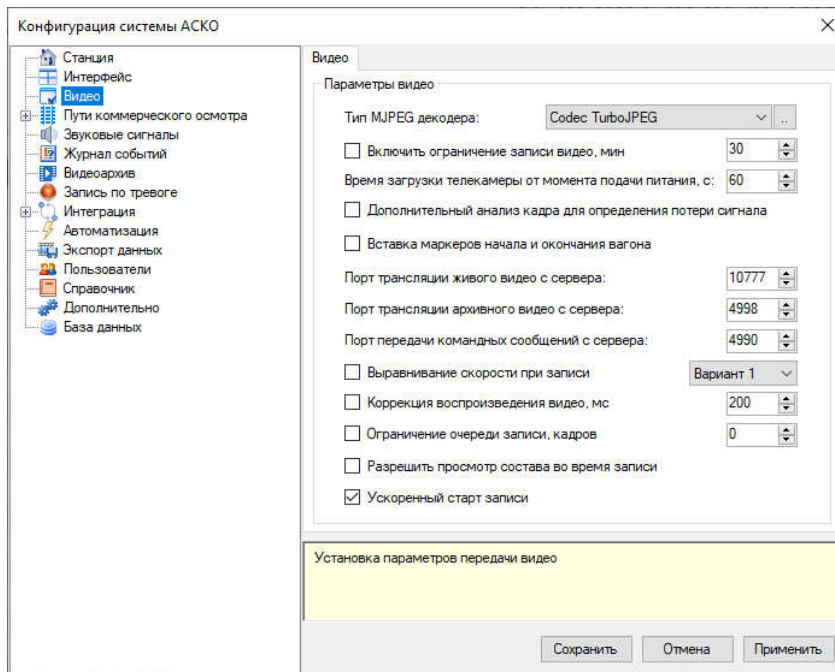 Конфигурация системы АСКО
Станция
Интерфейс
Видео
Пути коммерческого осмотра
Звуковые сигналы
Журнал событий
Видеоархив
Запись по тревоге
Интеграция
Автоматизация
Экспорт данных
Пользователи
Справочник
Дополнительно
База данных
Видео
Параметры видео
Тип MJPEG декодера: Codec TurboJPEG ..
Включить ограничение записи видео, мин 30
Время загрузки телекамеры от момента подачи питания, с: 60
Дополнительный анализ кадра для определения потери сигнала
Вставка маркеров начала и окончания вагона
Порт трансляции живого видео с сервера: 10777
Порт трансляции архивного видео с сервера: 4998
Порт передачи командных сообщений с сервера: 4990
Выравнивание скорости при записи Вариант 1
Коррекция воспроизведения видео, мс 200
Ограничение очереди записи, кадров 0
Разрешить просмотр состава во время записи
Ускоренный старт записи
Установка параметров передачи видео
Сохранить Отмена Применить